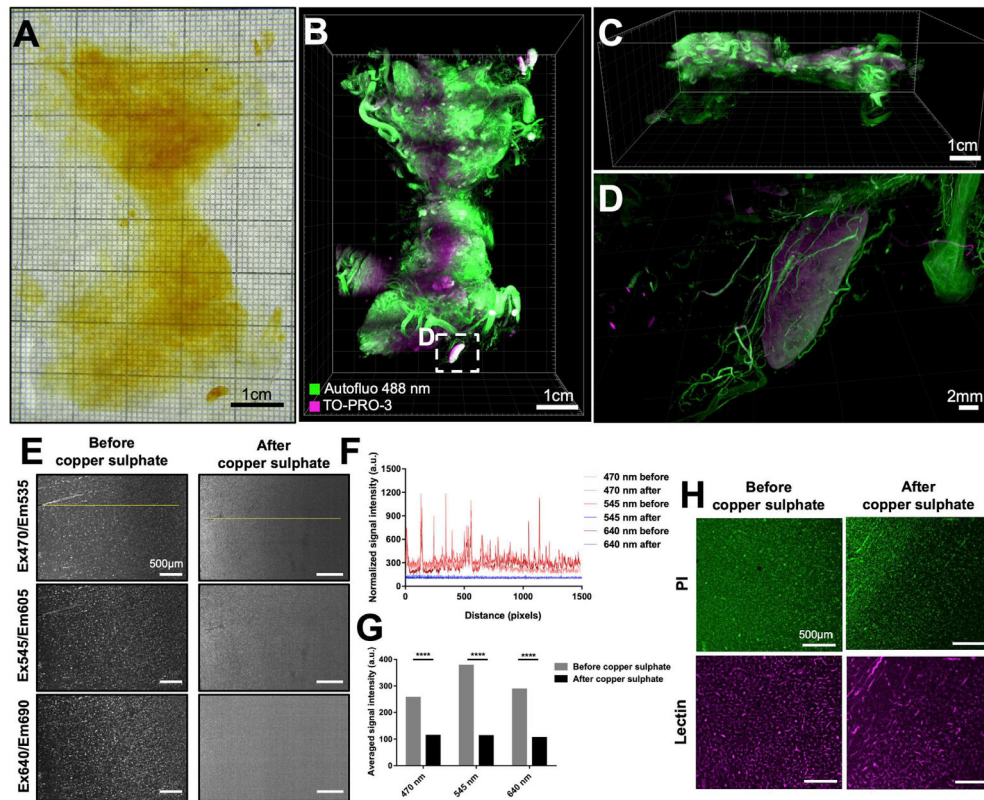 A
1cm
B
D
Autofluo 488 nm
TO-PRO-3
1cm
C
1cm
D
2mm
E
Before
copper sulphate
After
copper sulphate
Ex470/Em535
500µm
Ex545/Em605
Ex640/Em690
F
Normalized signal intensity (a.u.)
1500
1200
900
600
300
0
0
500
1000
1500
Distance (pixels)
470 nm before
470 nm after
545 nm before
545 nm after
640 nm before
640 nm after
G
Averaged signal intensity (a.u.)
400
300
200
100
0
****
****
****
470 nm
545 nm
640 nm
Before copper sulphate
After copper sulphate
H
Before
copper sulphate
After
copper sulphate
PI
500µm
Lectin